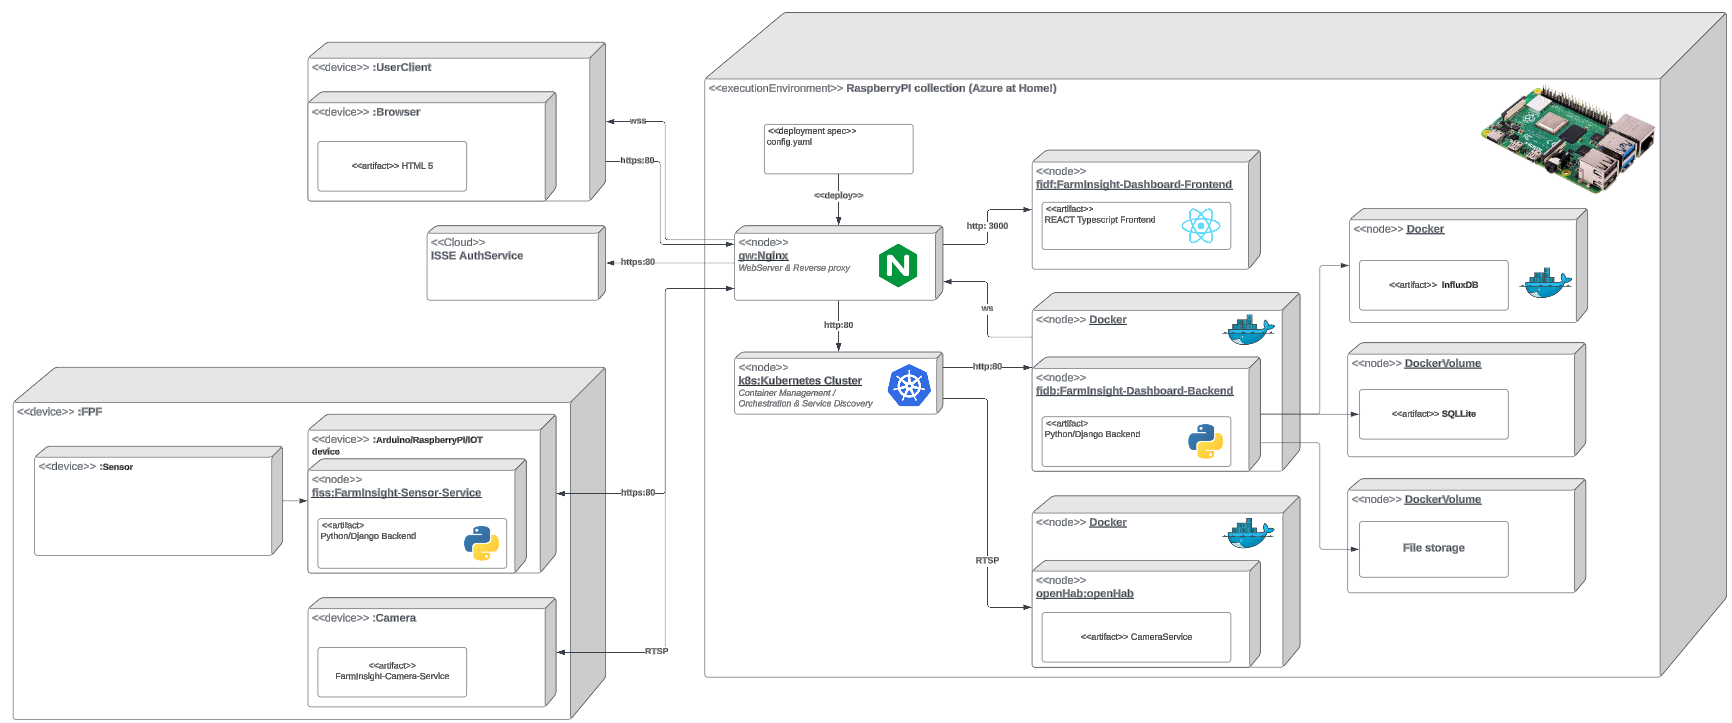 <<device>> :UserClient
<<device>> :Browser
<<artifact>> HTML 5
wss
https:80
<<Cloud>>
ISSE AuthService
https:80
<<executionEnvironment>> RaspberryPI collection (Azure at Home!)
<<deployment spec>>
config.yaml
<<deploy>>
<<node>>
gw:Nginx
WebServer & Reverse proxy
http: 3000
<<node>>
fidf:FarmInsight-Dashboard-Frontend
<<artifact>>
REACT Typescript Frontend
ws
http:80
<<node>>
k8s:Kubernetes Cluster
Container Management /
Orchestration & Service Discovery
http:80
RTSP
<<node>> Docker
<<node>>
fidb:FarmInsight-Dashboard-Backend
<<artifact>
Python/Django Backend
<<node>> Docker
<<artifact>> InfluxDB
<<node>> DockerVolume
<<artifact>> SQLLite
<<node>> DockerVolume
File storage
<<node>> Docker
<<node>>
openHab:openHab
<<artifact>> CameraService
<<device>> :FPF
<<device>> :Sensor
<<device>> :Arduino/RaspberryPi/IOT
device
<<node>>
fiss:FarmInsight-Sensor-Service
<<artifact>
Python/Django Backend
https:80
<<device>> :Camera
<<artifact>>
FarmInsight-Camera-Service
RTSP